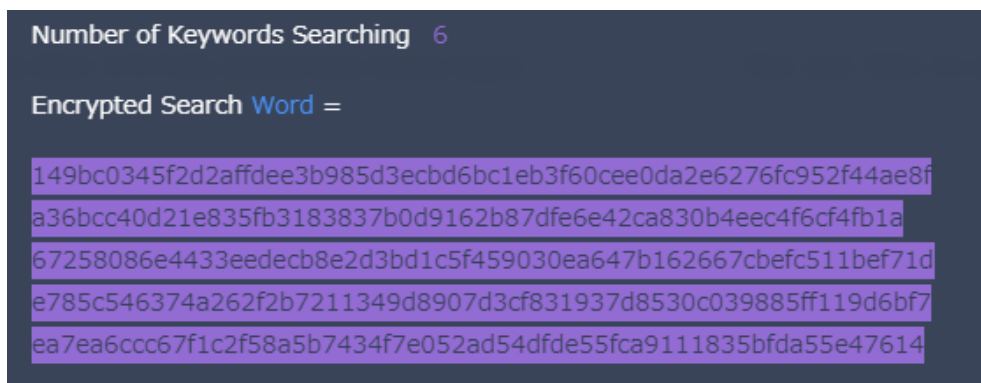 Number of Keywords Searching 6
Encrypted Search Word =
149bc0345f2d2affdee3b985d3ecbd6bc1eb3f60cee0da2e6276fc952f44ae8f
a36bcc40d21e835fb3183837b0d9162b87dfe6e42ca830b4eec4f6cf4fb1a
67258086e4433eedecb8e2d3bd1c5f459030ea647b162667cbefc511bef71d
e785c546374a262f2b7211349d8907d3cf831937d8530c039885ff119d6bf7
ea7ea6ccc67f1c2f58a5b7434f7e052ad54dfde55fca9111835bfda55e47614